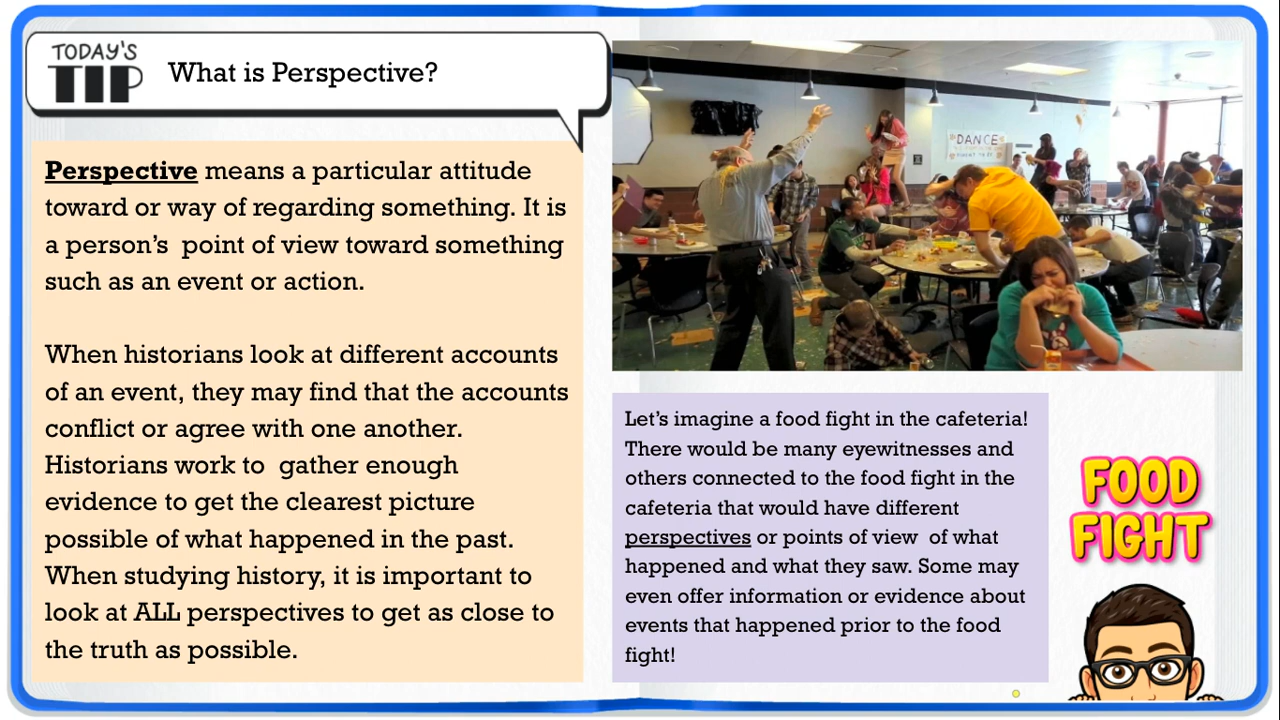 TODAY'S
TIP
What is Perspective?
Perspective means a particular attitude
toward or way of regarding something. It is
a person's  point of view toward something
such as an event or action.
When historians look at different accounts
of an event, they may find that the accounts
conflict or agree with one another.
Historians work to  gather enough
evidence to get the clearest picture
possible of what happened in the past.
When studying history, it is important to
look at ALL perspectives to get as close to
the truth as possible.
DANCE
Let's imagine a food fight in the cafeteria!
There would be many eyewitnesses and
others connected to the food fight in the
cafeteria that would have different
perspectives or points of view  of what
happened and what they saw. Some may
even offer information or evidence about
events that happened prior to the food
fight!
FOOD
FIGHT